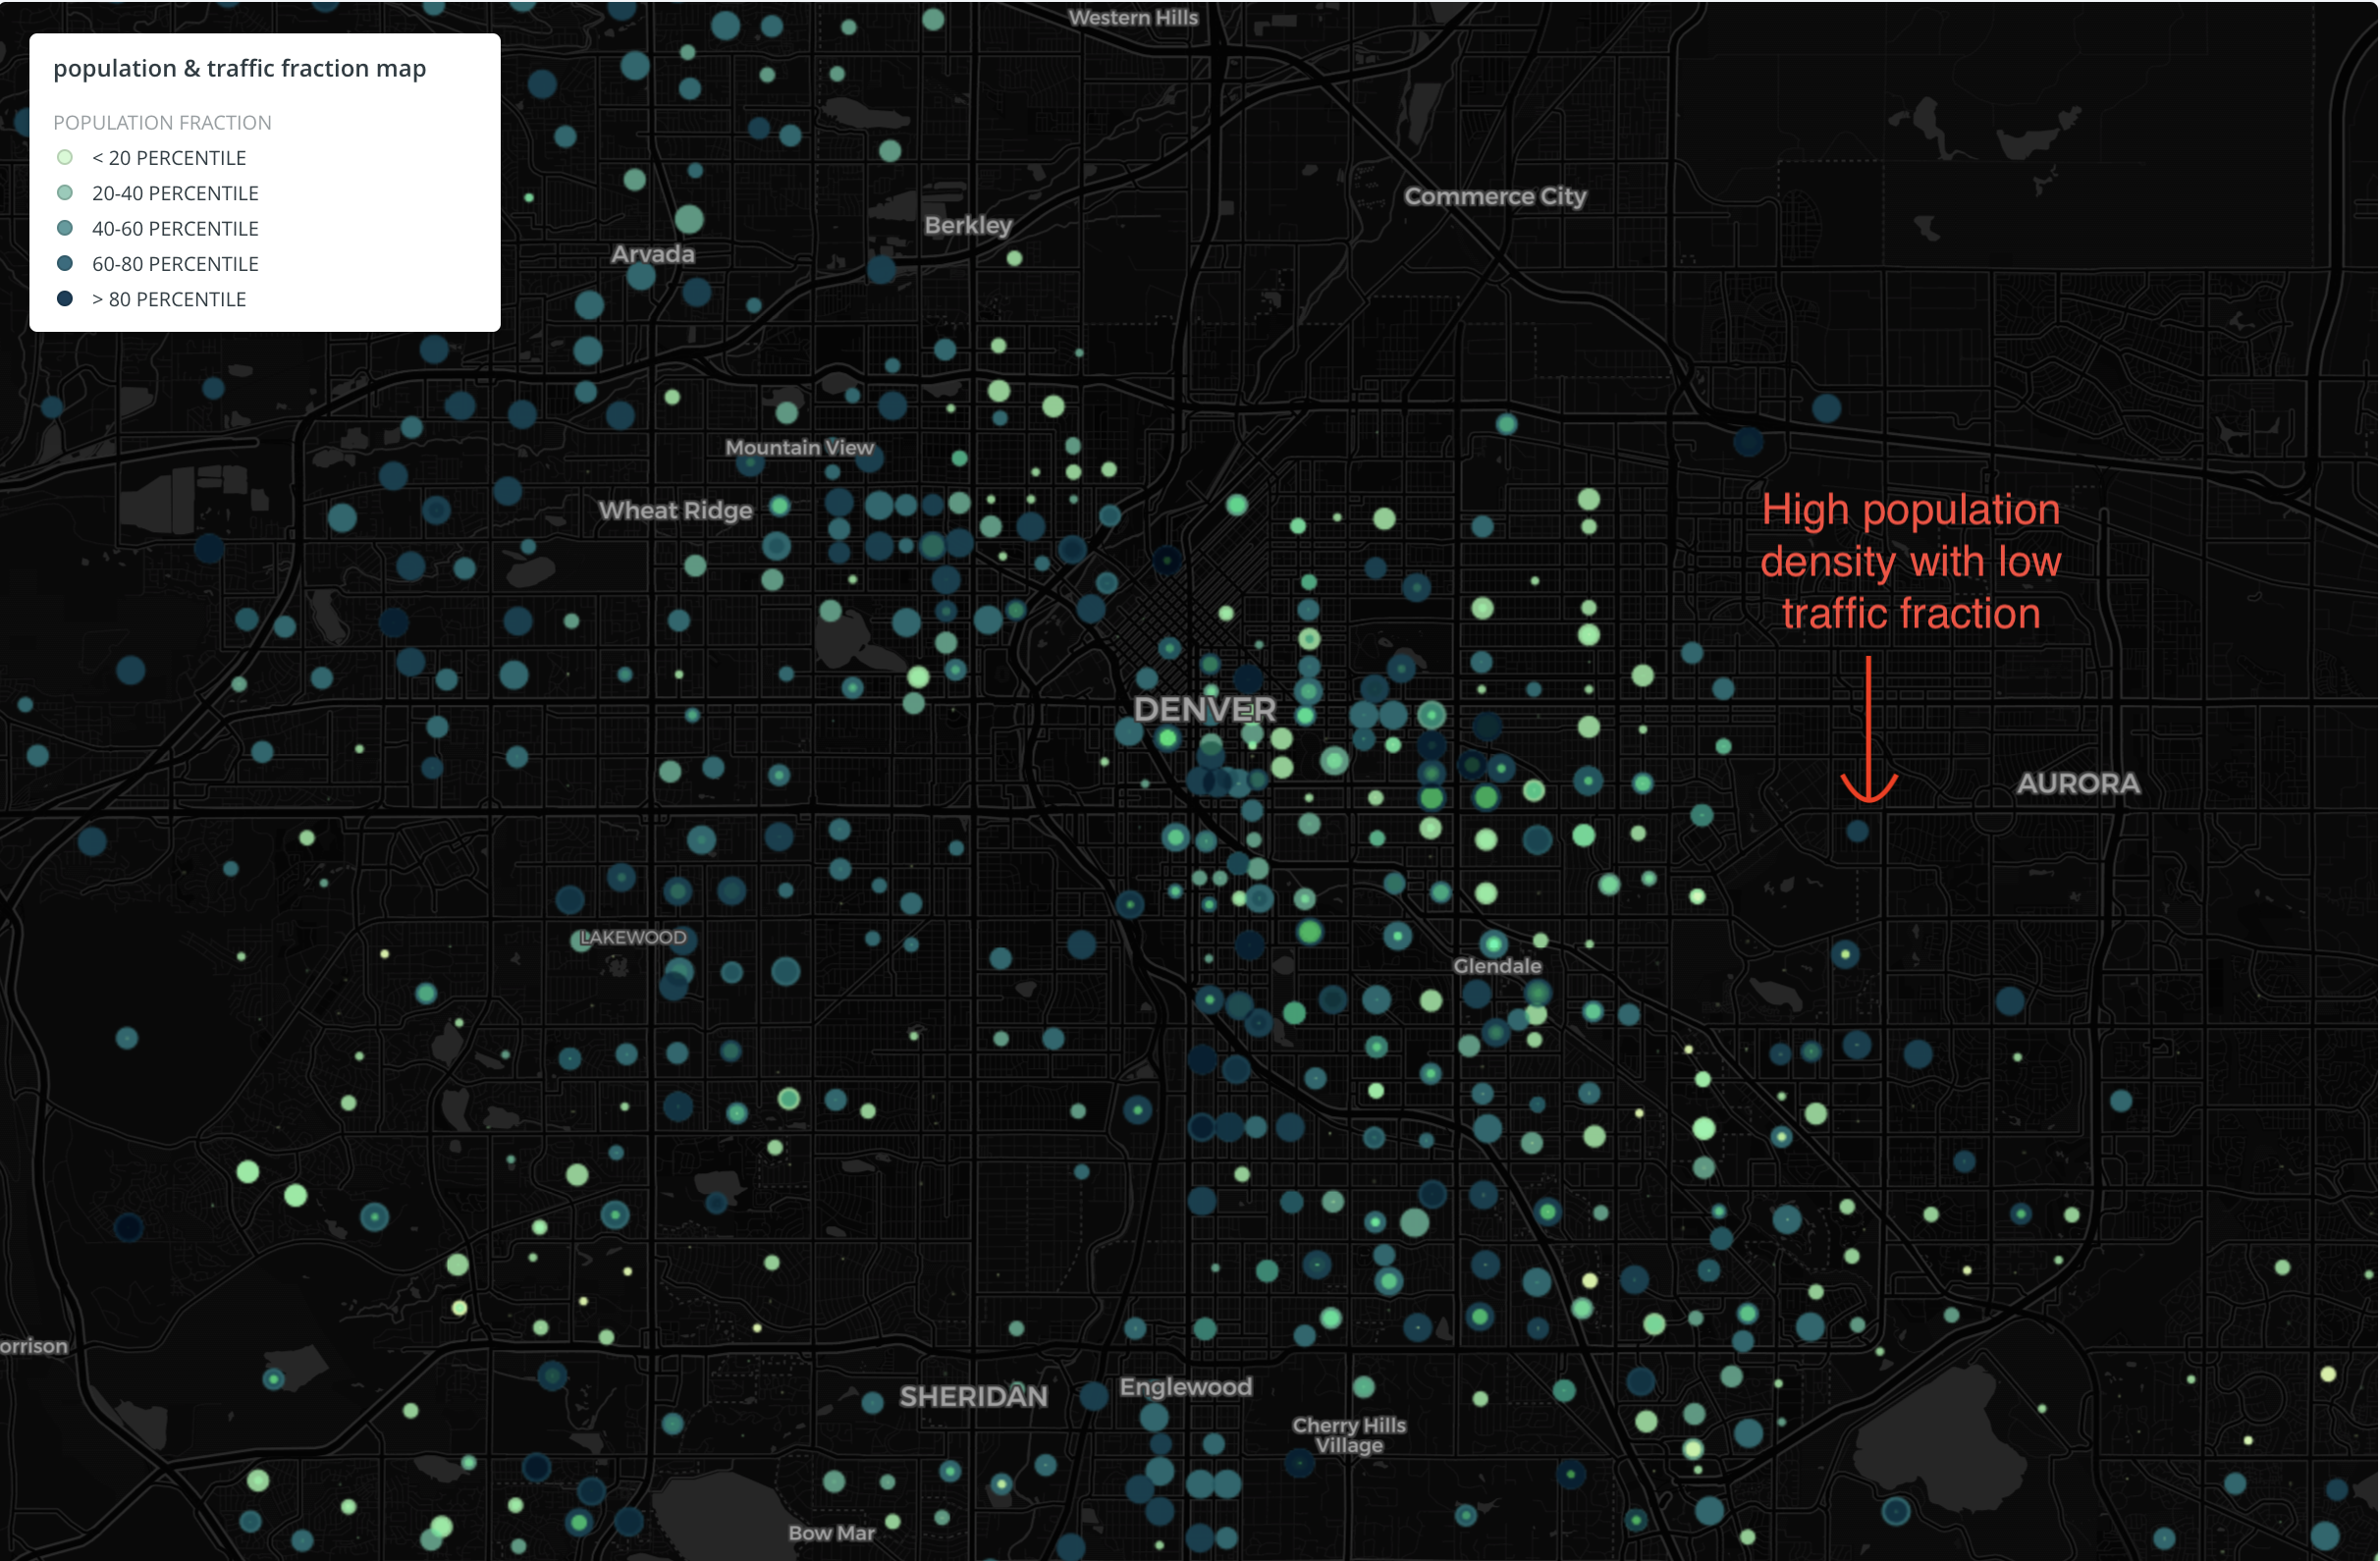 Western Hills
population & traffic fraction map
POPULATION FRACTION
< 20 PERCENTILE
20-40 PERCENTILE
40-60 PERCENTILE
60-80 PERCENTILE
> 80 PERCENTILE
Commerce City
Berkley
Arvada
Mountain View
Wheat Ridge
High population
density with low
traffic fraction
DENVER
AURORA
LAKEWOOD
Glendale
orrison
SHERIDAN
Englewood
Cherry Hills
Village
Bow Mar